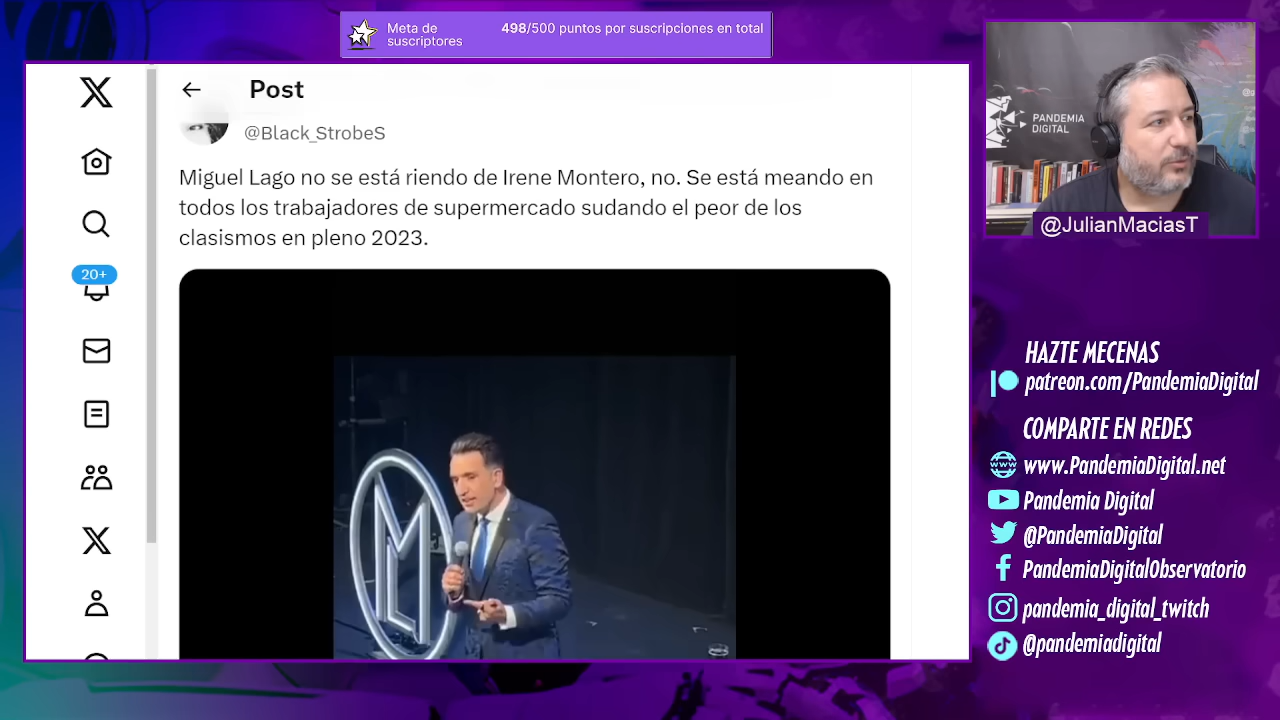 Meta de
suscriptores
498/500 puntos por suscripciones en total
Post
@Black_StrobeS
Miguel Lago no se está riendo de Irene Montero, no. Se está meando en
todos los trabajadores de supermercado sudando el peor de los
clasismos en pleno 2023.
20+
ML
PANDEMIA
DIGITAL
@JulianMaciasT
HAZTE MECENAS
patreon.com/PandemiaDigital
COMPARTE EN REDES
www
www.PandemiaDigital.net
Pandemia Digital
@PandemiaDigital
PandemiaDigitalObservatorio
pandemia_digital_twitch
@pandemiadigital